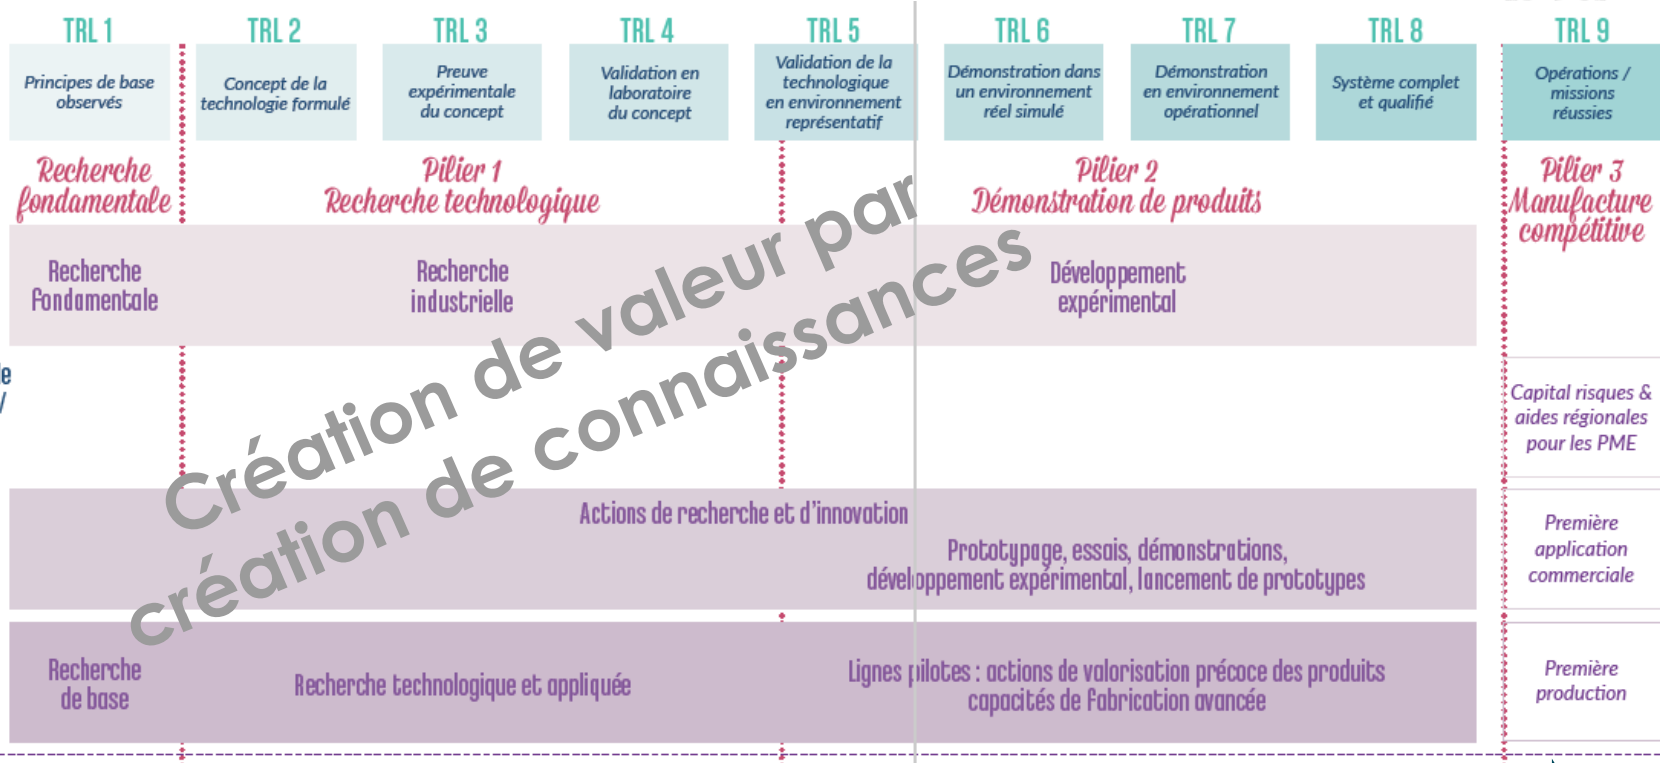 TRL 1
TRL 2
TRL 3
TRL 4
TRL 5
TRL 6
TRL 7
TRL 8
TRL 9
Principes de base
observés
Concept de la
technologie formulé
Preuve
expérimentale
du concept
Validation en
laboratoire
du concept
Validation de la
technologique
en environnement
représentatif
Démonstration dans
un environnement
réel simulé
Démonstration
en environnement
opérationnel
Système complet
et qualifié
Opérations /
missions
réussies
Recherche
fondamentale
Pilier 1
Recherche technologique
Pilier 2
Démonstration de produits
Pilier 3
Manufacture
compétitive
Recherche
fondamentale
Recherche
industrielle
Développement
expérimental
Création de valeur par
création de connaissances
Capital risques &
aides régionales
pour les PME
Actions de recherche et d'innovation
Prototypage, essais, démonstrations,
développement expérimental, lancement de prototypes
Première
application
commerciale
Recherche
de base
Recherche technologique et appliquée
Lignes pilotes : actions de valorisation précoce des produits
capacités de fabrication avancée
Première
production